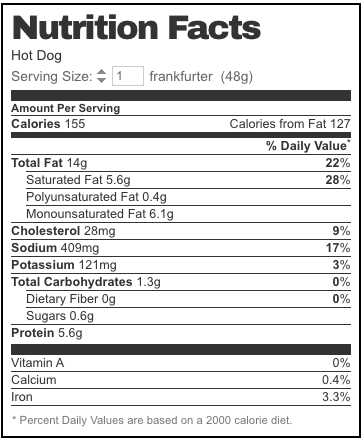 Nutrition Facts
Hot Dog
Serving Size: 1 frankfurter (48g)
Amount Per Serving
Calories 155 Calories from Fat 127
% Daily Value*
Total Fat 14g 22%
Saturated Fat 5.6g 28%
Polyunsaturated Fat 0.4g
Monounsaturated Fat 6.1g
Cholesterol 28mg 9%
Sodium 409mg 17%
Potassium 121mg 3%
Total Carbohydrates 1.3g 0%
Dietary Fiber 0g 0%
Sugars 0.6g
Protein 5.6g
Vitamin A 0%
Calcium 0.4%
Iron 3.3%
* Percent Daily Values are based on a 2000 calorie diet.